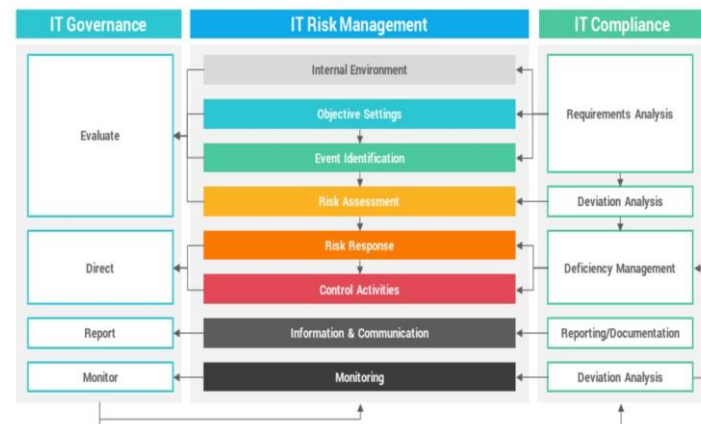 IT Governance
IT Risk Management
IT Compliance
Evaluate
Direct
Report
Monitor
Internal Environment
Objective Settings
Event Identification
Risk Assessment
Risk Response
Control Activities
Information & Communication
Monitoring
Requirements Analysis
Deviation Analysis
Deficiency Management
Reporting/Documentation
Deviation Analysis